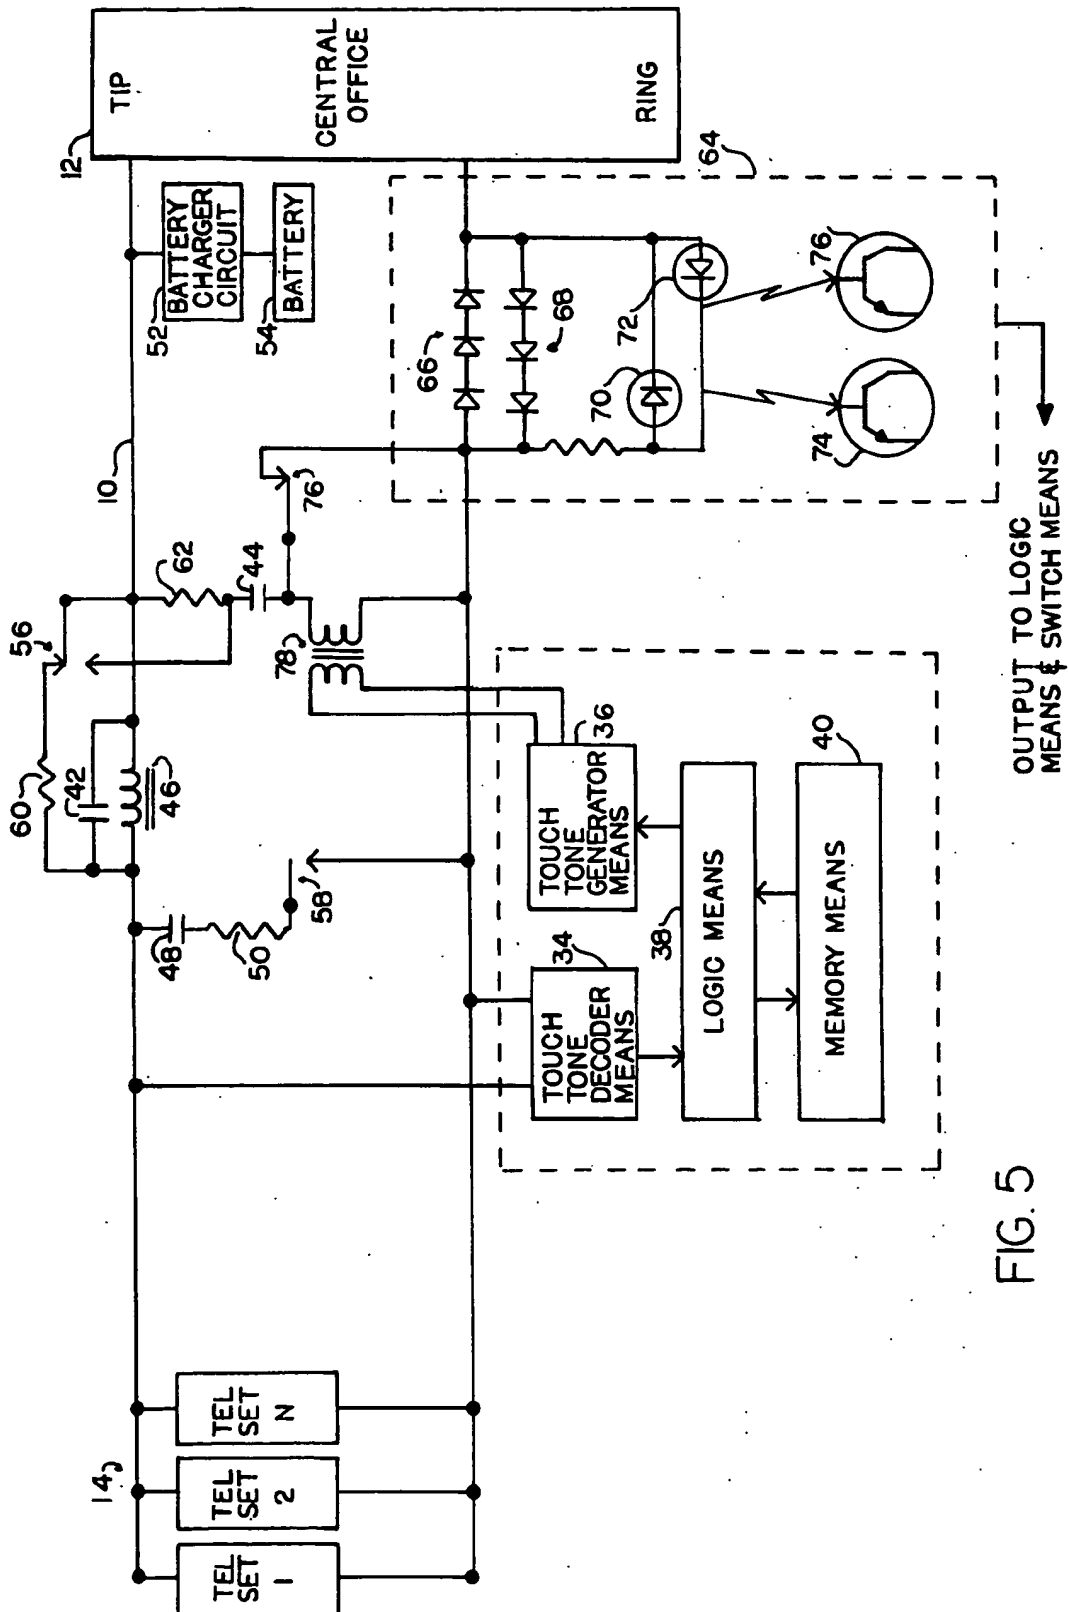 12
TIP
CENTRAL
OFFICE
RING
52
BATTERY
CHARGER
CIRCUIT
54
BATTERY
10
56
60
42
46
62
44
48
50
58
78
76
66
68
70
72
64
74
76
OUTPUT TO LOGIC
MEANS & SWITCH MEANS
34
TOUCH
TONE
DECODER
MEANS
36
TOUCH
TONE
GENERATOR
MEANS
38
LOGIC MEANS
40
MEMORY MEANS
14
TEL
SET
1
TEL
SET
2
TEL
SET
N
FIG. 5